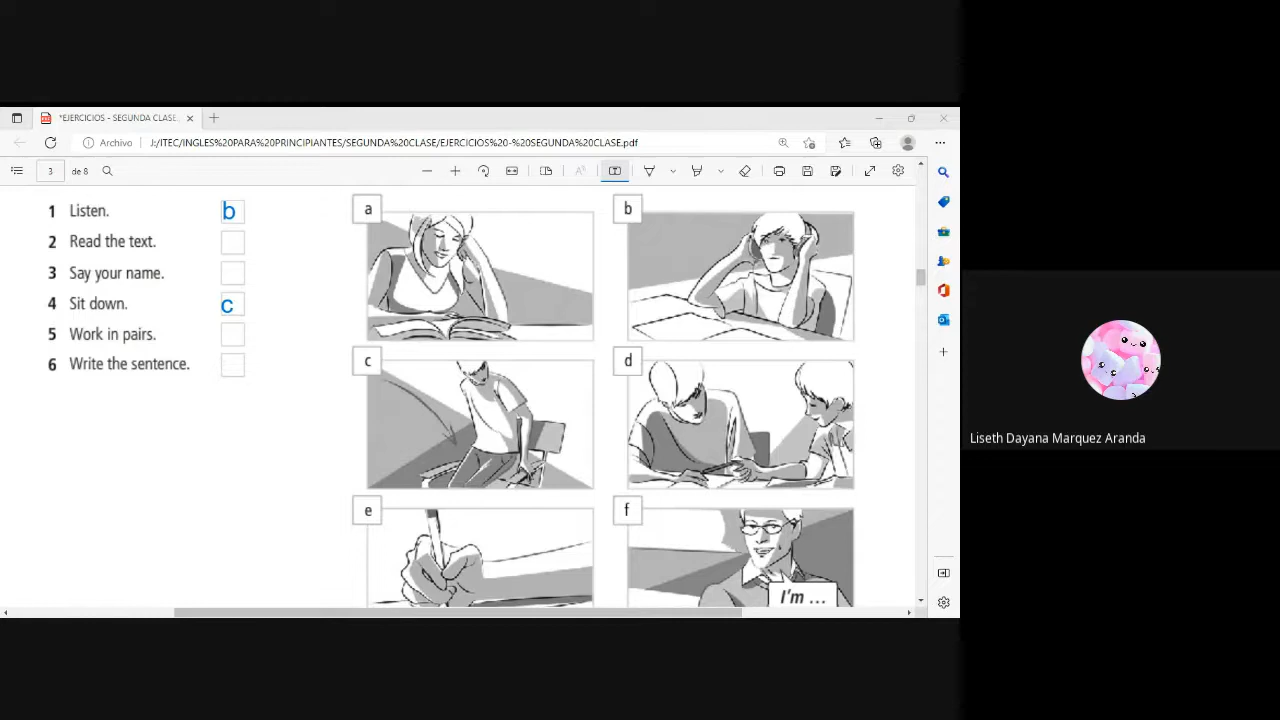 *EJERCICIOS - SEGUNDA CLASE.
Archivo
J:/ITEC/INGLES%20PARA%20PRINCIPIANTES/SEGUNDA%20CLASE/EJERCICIOS%20-%20SEGUNDA%20CLASE.pdf
3 de 8
1 Listen. b
2 Read the text.
3 Say your name.
4 Sit down. c
5 Work in pairs.
6 Write the sentence.
a
b
c
d
e
f
I'm ...
Liseth Dayana Marquez Aranda